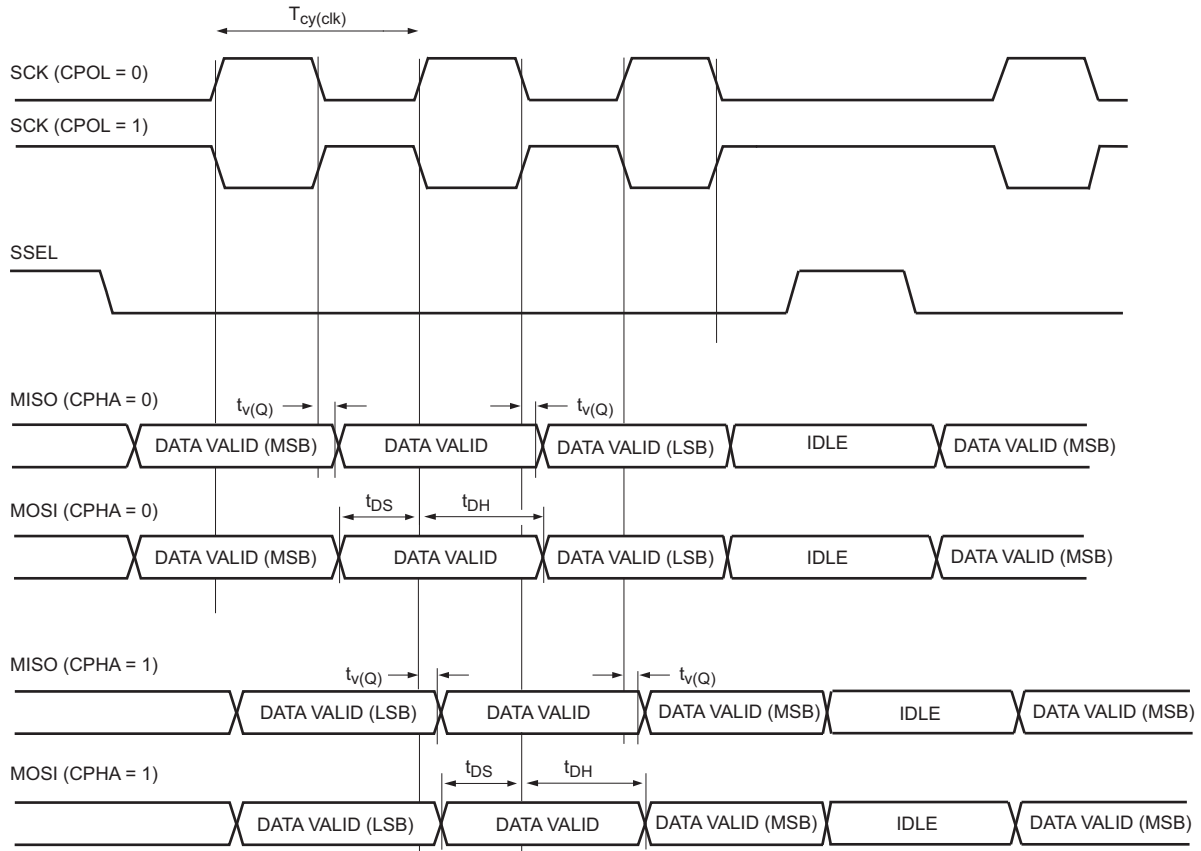 Tcy(clk)
SCK (CPOL = 0)
SCK (CPOL = 1)
SSEL
MISO (CPHA = 0)
tv(Q)
tv(Q)
DATA VALID (MSB)
DATA VALID
DATA VALID (LSB)
IDLE
DATA VALID (MSB)
MOSI (CPHA = 0)
tDS
tDH
DATA VALID (MSB)
DATA VALID
DATA VALID (LSB)
IDLE
DATA VALID (MSB)
MISO (CPHA = 1)
tv(Q)
tv(Q)
DATA VALID (LSB)
DATA VALID
DATA VALID (MSB)
IDLE
DATA VALID (MSB)
MOSI (CPHA = 1)
tDS
tDH
DATA VALID (LSB)
DATA VALID
DATA VALID (MSB)
IDLE
DATA VALID (MSB)